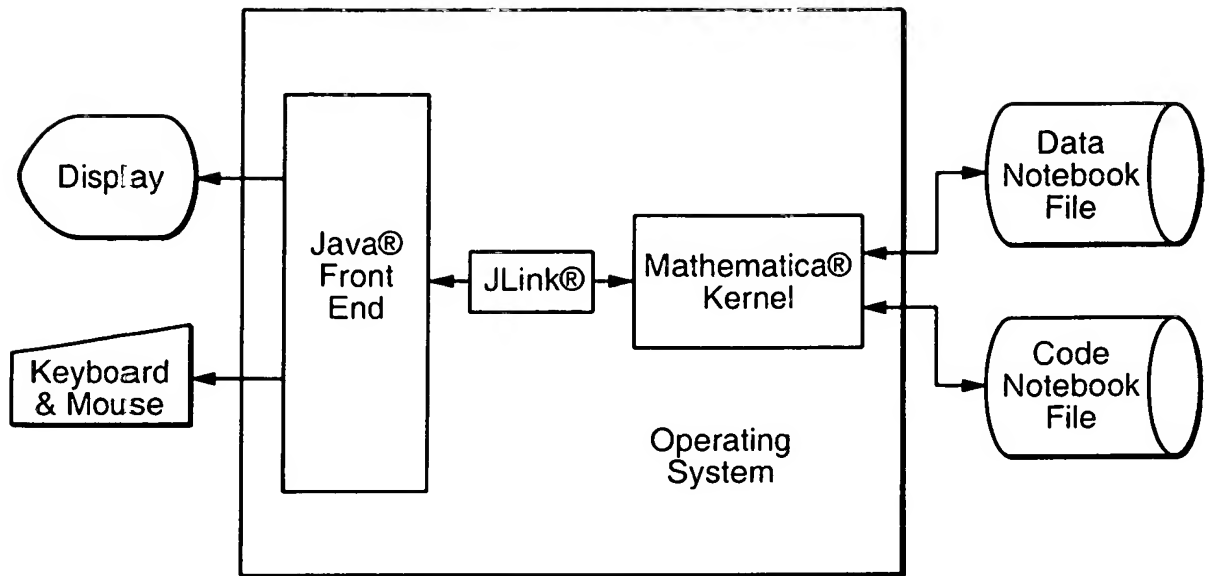 Display
Keyboard
& Mouse
Java®
Front
End
JLink®
Mathematica®
Kernel
Operating
System
Data
Notebook
File
Code
Notebook
File